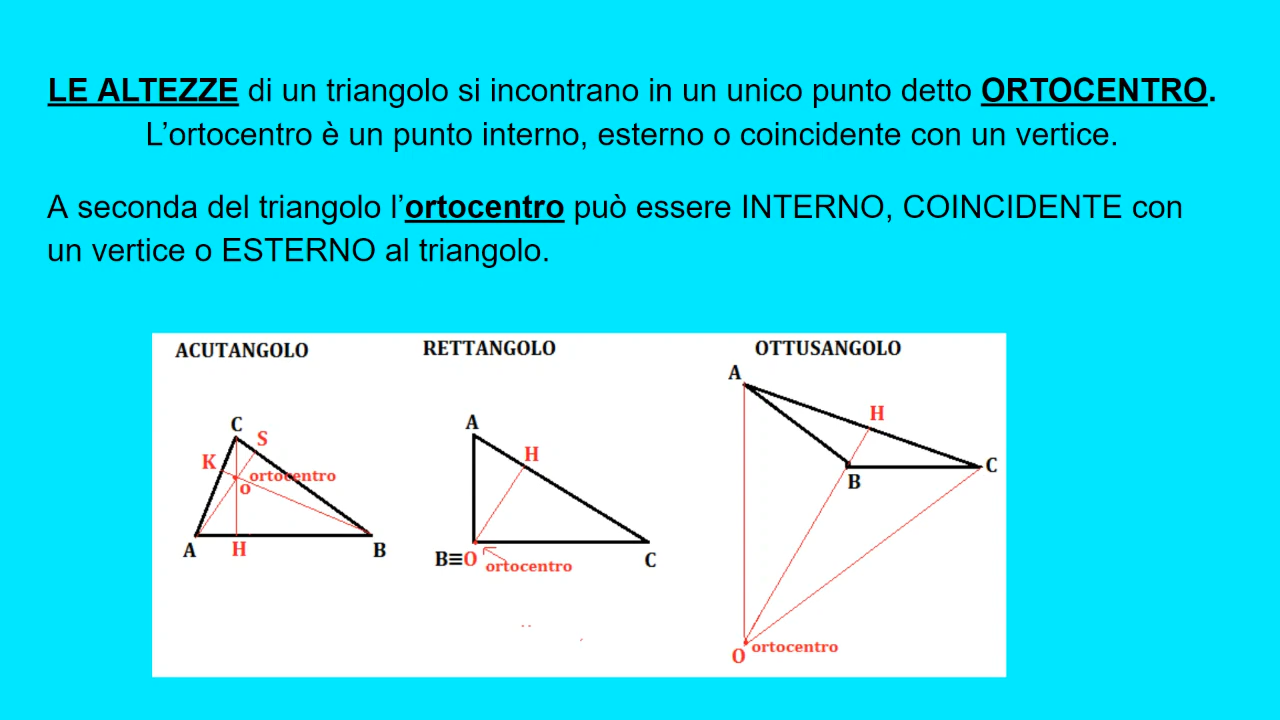 LE ALTEZZE di un triangolo si incontrano in un unico punto detto ORTOCENTRO.
L’ortocentro è un punto interno, esterno o coincidente con un vertice.
A seconda del triangolo l’ortocentro può essere INTERNO, COINCIDENTE con
un vertice o ESTERNO al triangolo.
ACUTANGOLO
C
S
K
ortocentro
O
A
H
B
RETTANGOLO
A
H
B≡O
ortocentro
C
OTTUSANGOLO
A
H
C
B
O
ortocentro